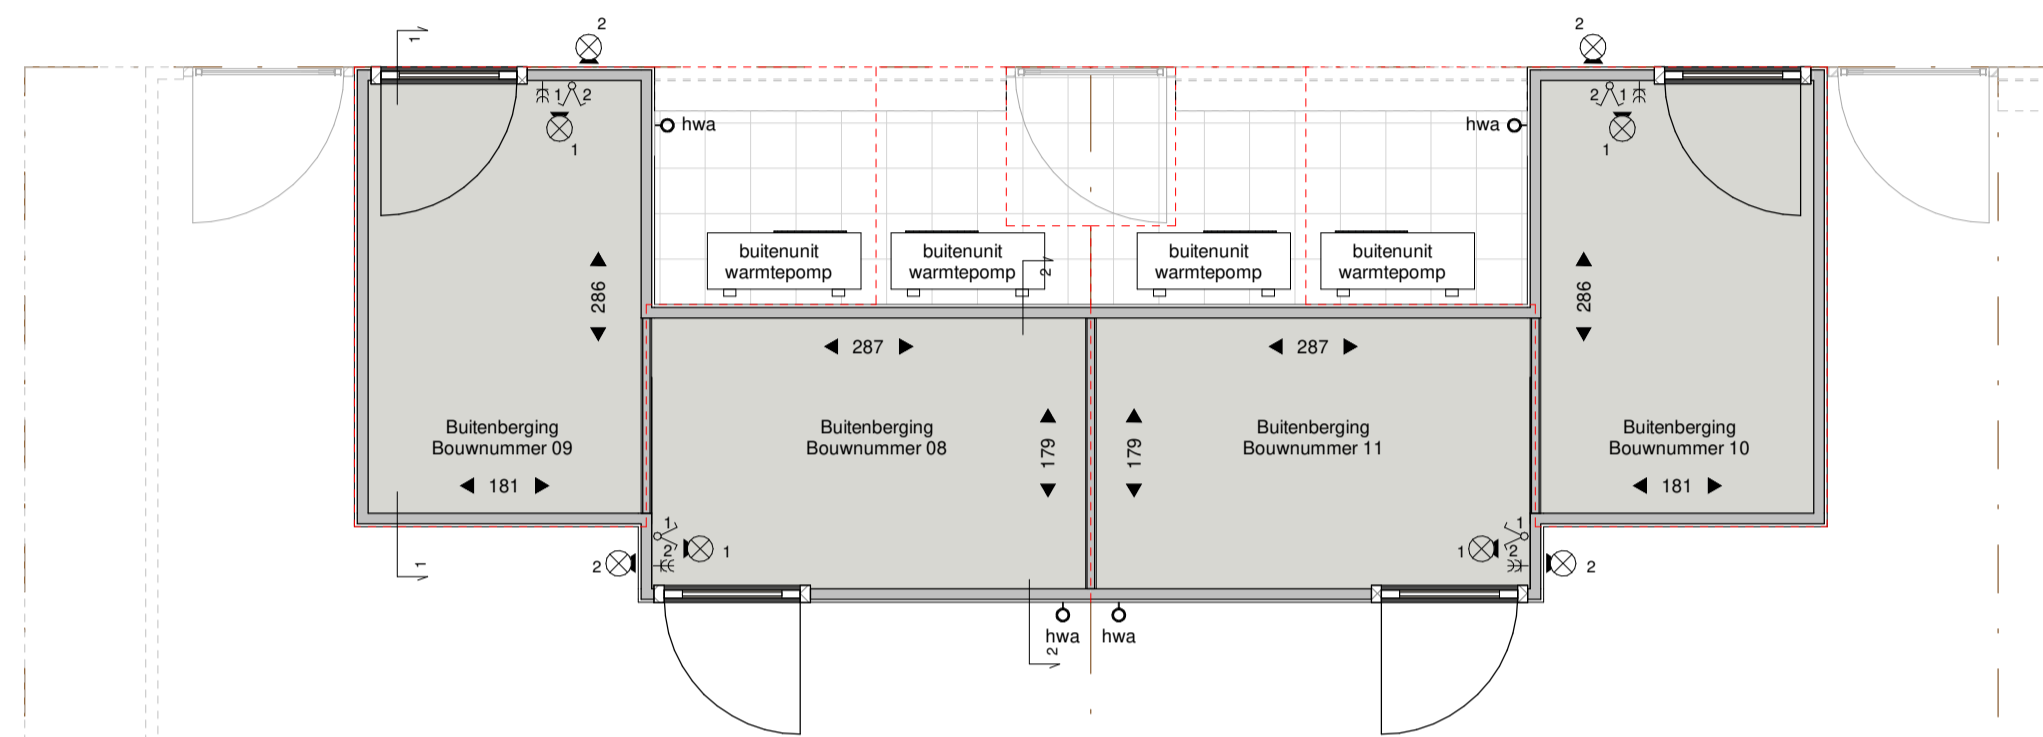 2
2
1
1 2
1
2 1
1
hwa
hwa
buitenunit
warmtepomp
buitenunit
warmtepomp
2
buitenunit
warmtepomp
buitenunit
warmtepomp
286
286
287
287
Buitenberging
Bouwnummer 09
Buitenberging
Bouwnummer 08
179
179
Buitenberging
Bouwnummer 11
Buitenberging
Bouwnummer 10
181
181
1
2
1
1
1
2
2
1
2
2
hwa
hwa
2